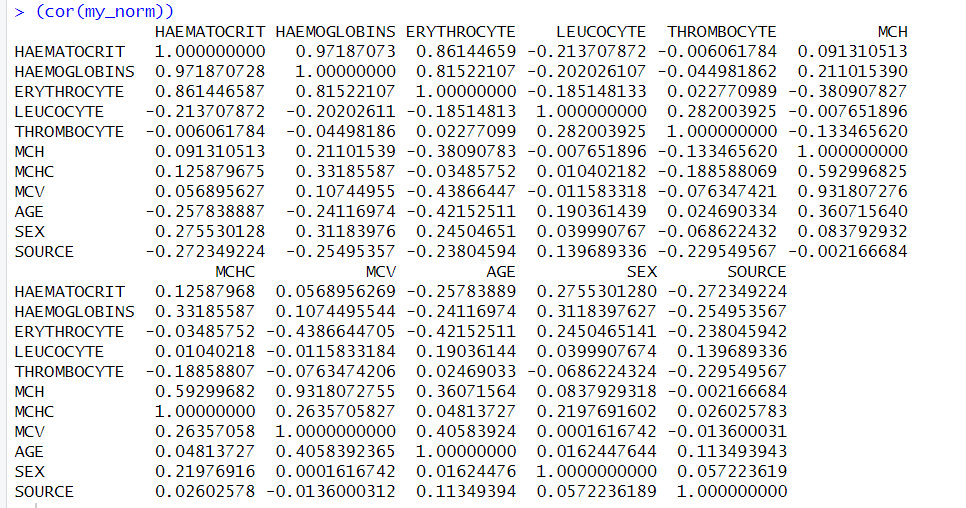 > (cor(my_norm))
HAEMATOCRIT HAEMOGLOBINS ERYTHROCYTE LEUCOCYTE THROMBOCYTE MCH
HAEMATOCRIT 1.000000000 0.97187073 0.86144659 -0.213707872 -0.006061784 0.091310513
HAEMOGLOBINS 0.971870728 1.00000000 0.81522107 -0.202026107 -0.044981862 0.211015390
ERYTHROCYTE 0.861446587 0.81522107 1.00000000 -0.185148133 0.022770989 -0.380907827
LEUCOCYTE -0.213707872 -0.20202611 -0.18514813 1.000000000 0.282003925 -0.007651896
THROMBOCYTE -0.006061784 -0.04498186 0.02277099 0.282003925 1.000000000 -0.133465620
MCH 0.091310513 0.21101539 -0.38090783 -0.007651896 -0.133465620 1.000000000
MCHC 0.125879675 0.33185587 -0.03485752 0.010402182 -0.188588069 0.592996825
MCV 0.056895627 0.10744955 -0.43866447 -0.011583318 -0.076347421 0.931807276
AGE -0.257838887 -0.24116974 -0.42152511 0.190361439 0.024690334 0.360715640
SEX 0.275530128 0.31183976 0.24504651 0.039990767 -0.068622432 0.083792932
SOURCE -0.272349224 -0.25495357 -0.23804594 0.139689336 -0.229549567 -0.002166684
MCHC MCV AGE SEX SOURCE
HAEMATOCRIT 0.12587968 0.0568956269 -0.25783889 0.2755301280 -0.272349224
HAEMOGLOBINS 0.33185587 0.1074495544 -0.24116974 0.3118397627 -0.254953567
ERYTHROCYTE -0.03485752 -0.4386644705 -0.42152511 0.2450465141 -0.238045942
LEUCOCYTE 0.01040218 -0.0115833184 0.19036144 0.0399907674 0.139689336
THROMBOCYTE -0.18858807 -0.0763474206 0.02469033 -0.0686224324 -0.229549567
MCH 0.59299682 0.9318072755 0.36071564 0.0837929318 -0.002166684
MCHC 1.00000000 0.2635705827 0.04813727 0.2197691602 0.026025783
MCV 0.26357058 1.0000000000 0.40583924 0.0001616742 -0.013600031
AGE 0.04813727 0.4058392365 1.00000000 0.0162447644 0.113493943
SEX 0.21976916 0.0001616742 0.01624476 1.0000000000 0.057223619
SOURCE 0.02602578 -0.0136000312 0.11349394 0.0572236189 1.000000000